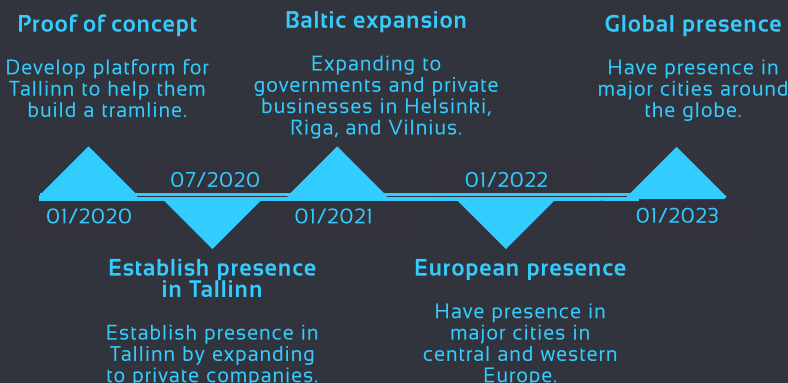 Proof of concept
Develop platform for
Tallinn to help them
build a tramline.
Baltic expansion
Expanding to
governments and private
businesses in Helsinki,
Riga, and Vilnius.
Global presence
Have presence in
major cities around
the globe.
01/2020
07/2020
01/2021
01/2022
01/2023
Establish presence
in Tallinn
Establish presence in
Tallinn by expanding
to private companies.
European presence
Have presence in
major cities in
central and western
Europe.